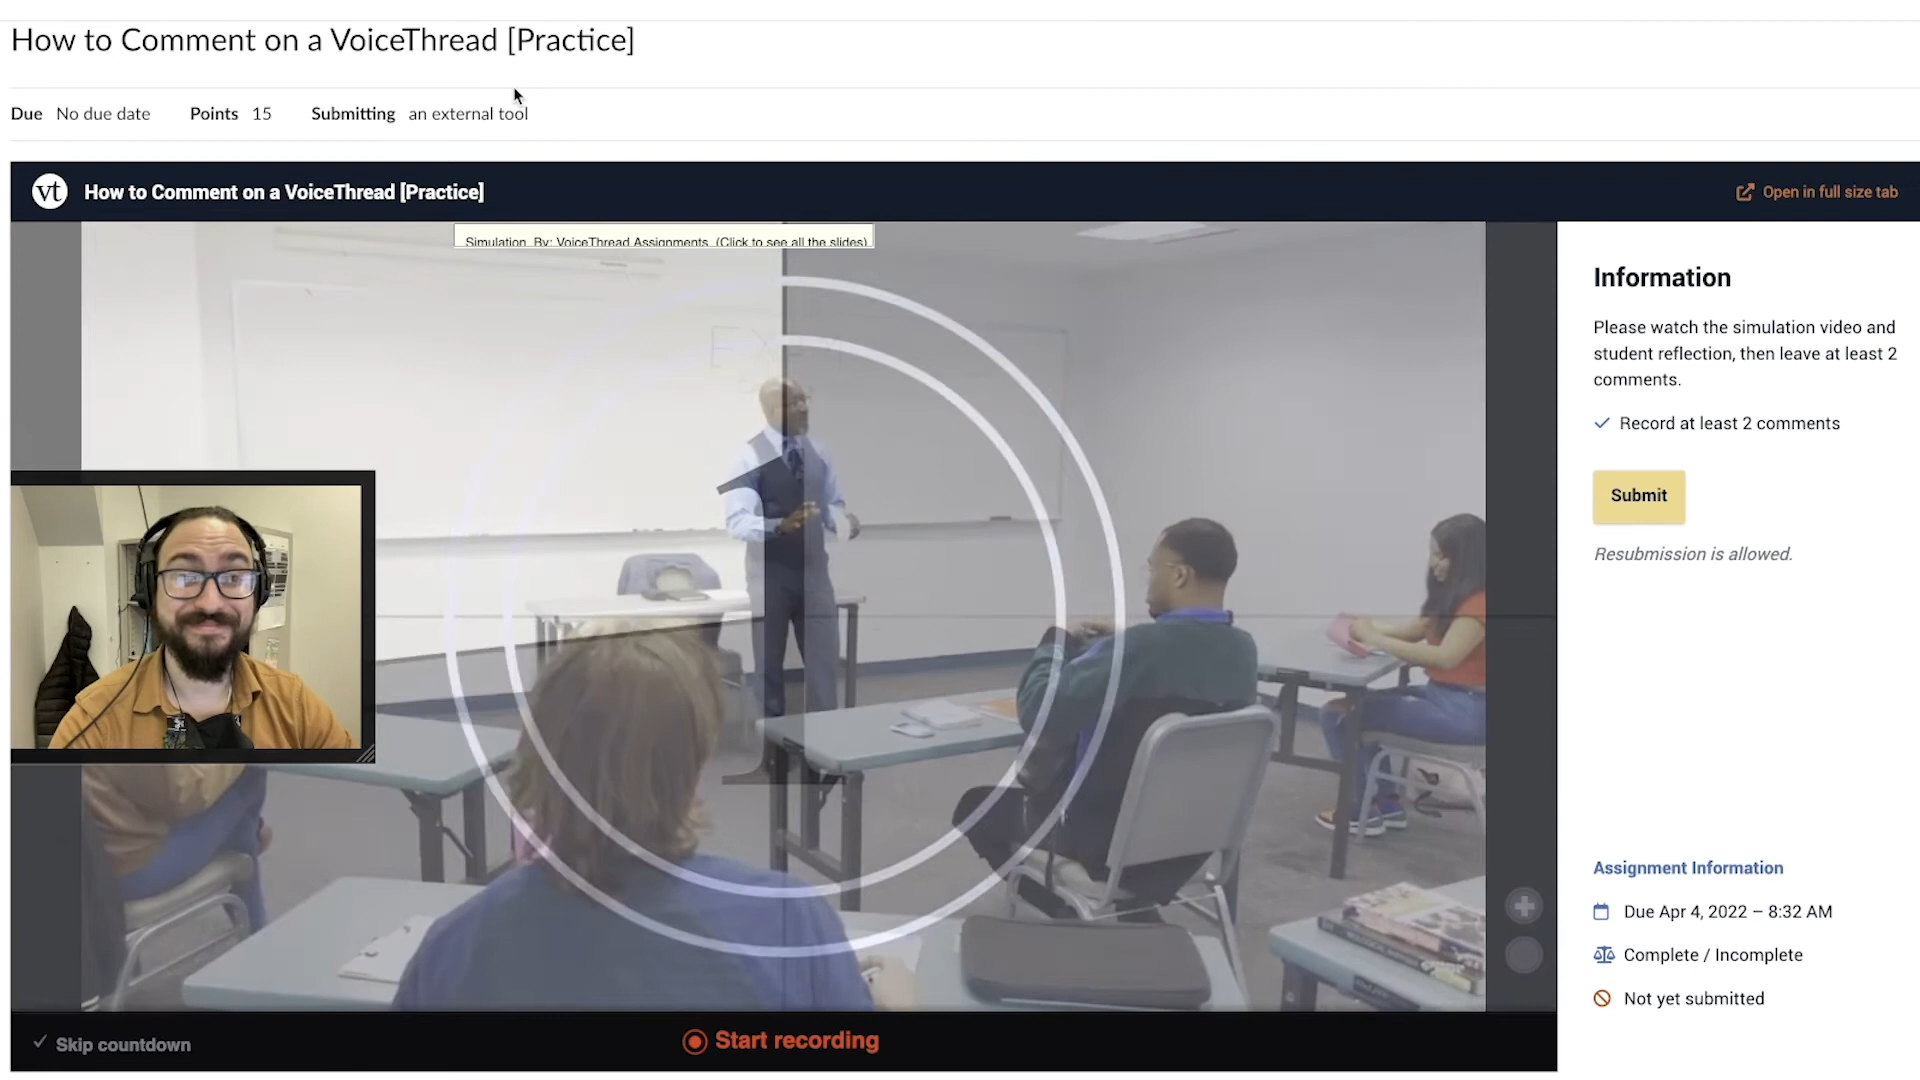 How to Comment on a VoiceThread [Practice]
Due No due date Points 15 Submitting an external tool
vt How to Comment on a VoiceThread [Practice]
Open in full size tab
Simulation By: VoiceThread Assignments (Click to see all the slides)
Information
Please watch the simulation video and
student reflection, then leave at least 2
comments.
Record at least 2 comments
Submit
Resubmission is allowed.
1
Assignment Information
Due Apr 4, 2022 – 8:32 AM
Complete / Incomplete
Not yet submitted
Skip countdown
Start recording